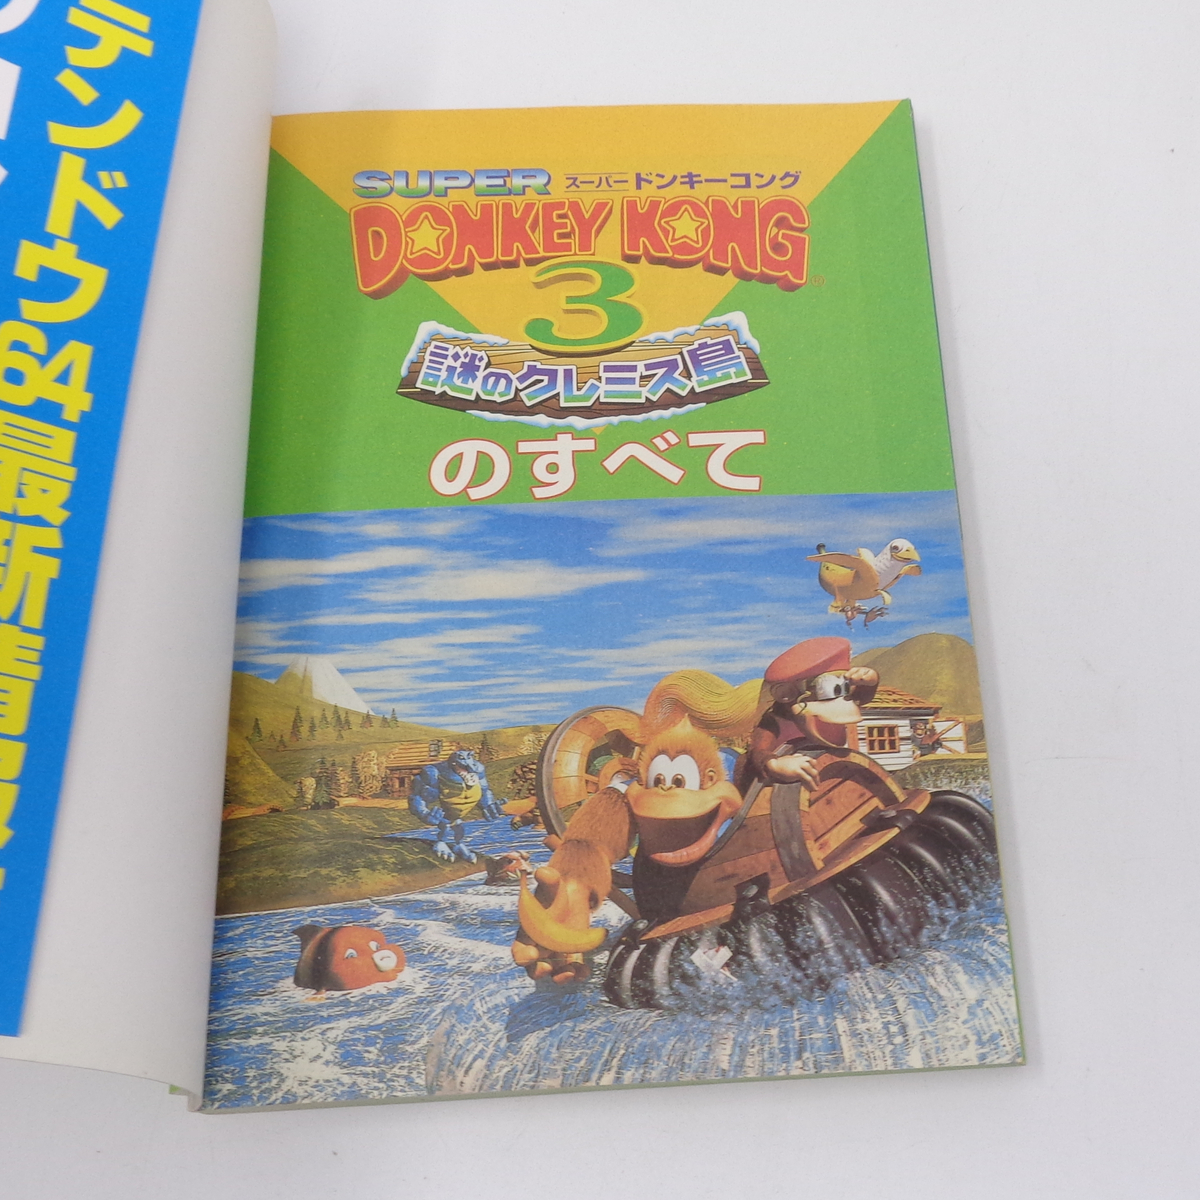 SUPER スーパードンキーコング
DONKEY KONG®
3
謎のクレミス島
のすべて
テンドウ64最新情報